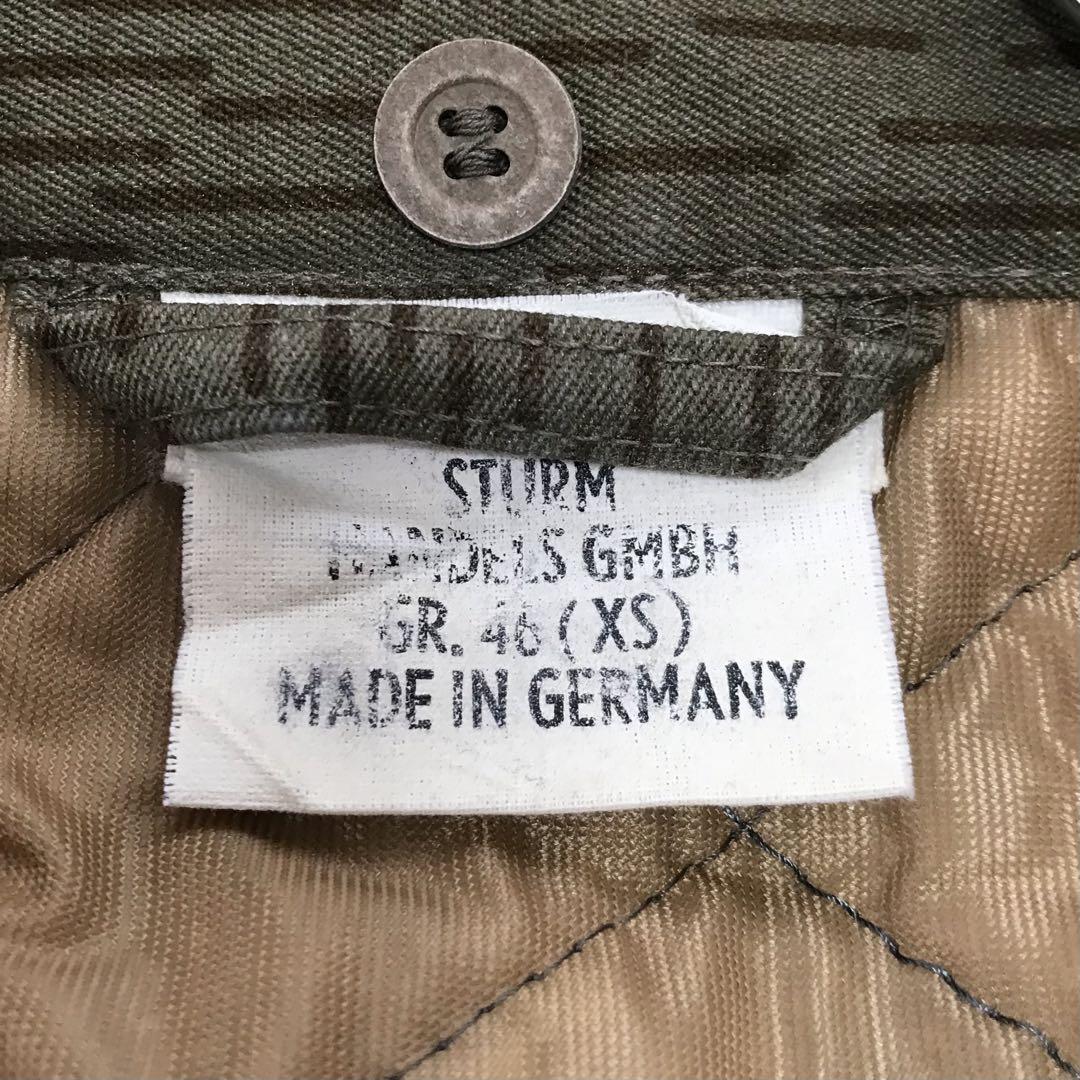 STURM
HANDELS GMBH
GR. 46 (XS)
MADE IN GERMANY